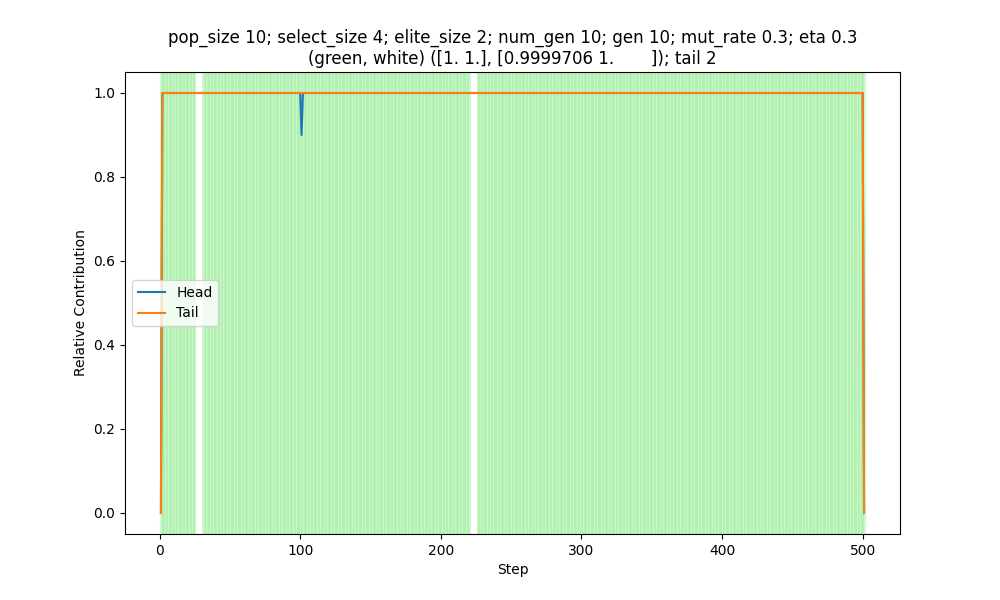 pop_size 10; select_size 4; elite_size 2; num_gen 10; gen 10; mut_rate 0.3; eta 0.3
(green, white) ([1. 1.], [0.9999706 1.       ]); tail 2
1.0
0.8
0.6
0.4
0.2
0.0
Relative Contribution
Head
Tail
0 100 200 300 400 500
Step